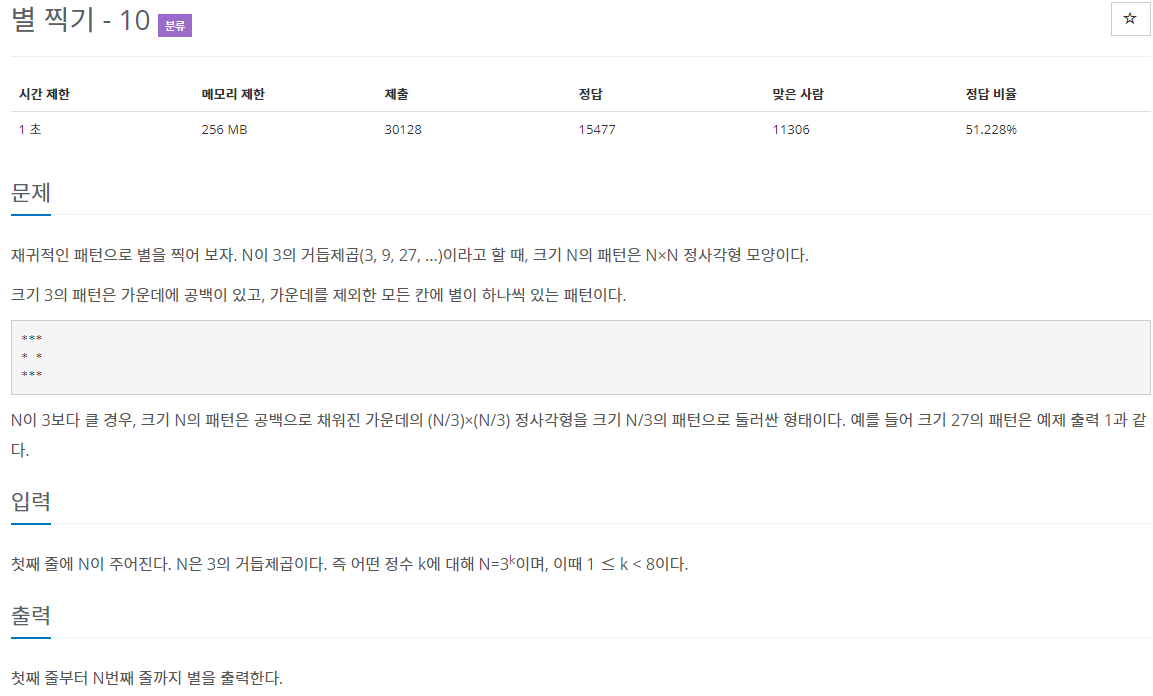 별 찍기 - 10 분류
☆
시간 제한 메모리 제한 제출 정답 맞은 사람 정답 비율
1 초 256 MB 30128 15477 11306 51.228%
문제
재귀적인 패턴으로 별을 찍어 보자. N이 3의 거듭제곱(3, 9, 27, ...)이라고 할 때, 크기 N의 패턴은 N×N 정사각형 모양이다.
크기 3의 패턴은 가운데에 공백이 있고, 가운데를 제외한 모든 칸에 별이 하나씩 있는 패턴이다.
***
* *
***
N이 3보다 클 경우, 크기 N의 패턴은 공백으로 채워진 가운데의 (N/3)×(N/3) 정사각형을 크기 N/3의 패턴으로 둘러싼 형태이다. 예를 들어 크기 27의 패턴은 예제 출력 1과 같
다.
입력
첫째 줄에 N이 주어진다. N은 3의 거듭제곱이다. 즉 어떤 정수 k에 대해 N=3ᵏ이며, 이때 1 ≤ k < 8이다.
출력
첫째 줄부터 N번째 줄까지 별을 출력한다.